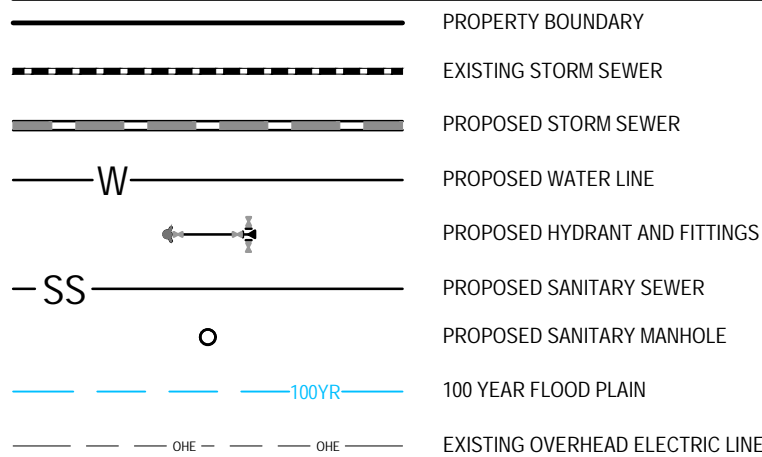 PROPERTY BOUNDARY
EXISTING STORM SEWER
PROPOSED STORM SEWER
W PROPOSED WATER LINE
PROPOSED HYDRANT AND FITTINGS
SS PROPOSED SANITARY SEWER
PROPOSED SANITARY MANHOLE
100YR 100 YEAR FLOOD PLAIN
OHE OHE EXISTING OVERHEAD ELECTRIC LINE